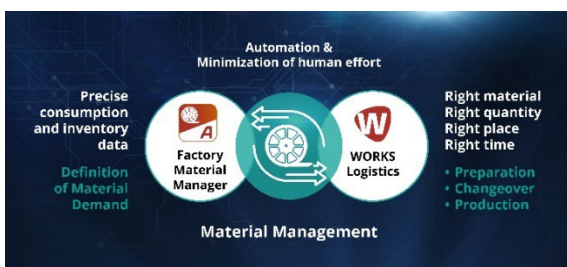 Automation &
Minimization of human effort
Precise
consumption
and inventory
data
Definition
of Material
Demand
A
Factory
Material
Manager
W
WORKS
Logistics
Right material
Right quantity
Right place
Right time
• Preparation
• Changeover
• Production
Material Management